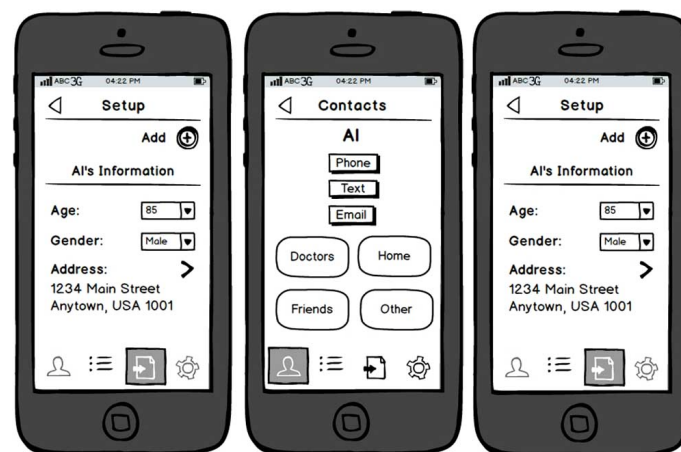 ABC 3G 04:22 PM
Setup
Add
Al's Information
Age: 85
Gender: Male
Address:
1234 Main Street
Anytown, USA 1001
ABC 3G 04:22 PM
Contacts
Al
Phone
Text
Email
Doctors Home
Friends Other
ABC 3G 04:22 PM
Setup
Add
Al's Information
Age: 85
Gender: Male
Address:
1234 Main Street
Anytown, USA 1001